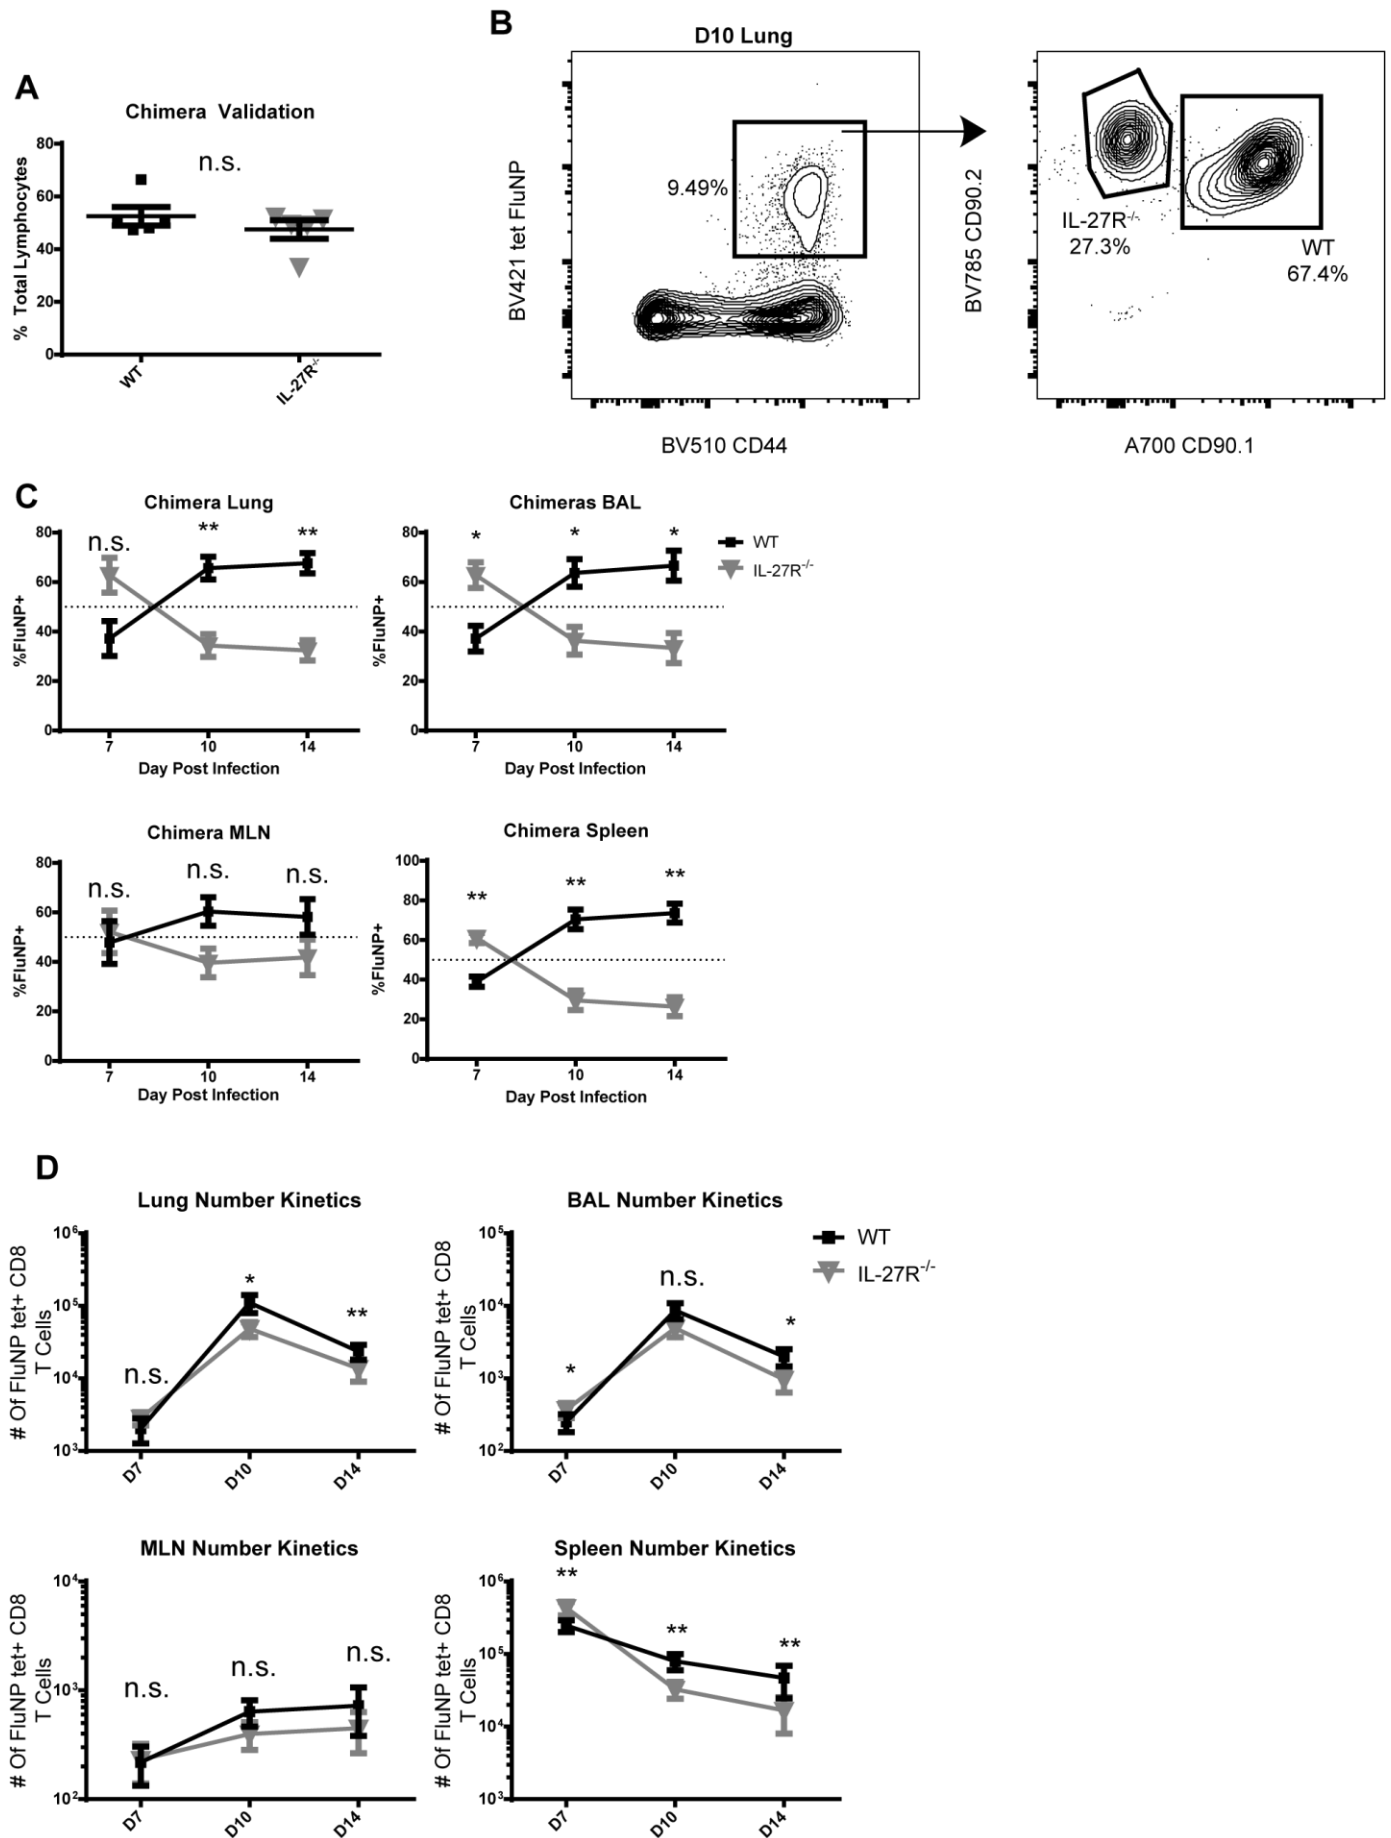 A
Chimera Validation
n.s.
% Total Lymphocytes
80
60
40
20
0
WT
IL-27R-/-
B
D10 Lung
9.49%
BV421 tet FluNP
BV510 CD44
BV785 CD90.2
IL-27R-/-
27.3%
WT
67.4%
A700 CD90.1
C
Chimera Lung
n.s.
**
**
%FluNP+
80
60
40
20
0
7
10
14
Day Post Infection
Chimeras BAL
*
*
*
%FluNP+
80
60
40
20
0
7
10
14
Day Post Infection
WT
IL-27R-/-
Chimera MLN
n.s.
n.s.
n.s.
%FluNP+
80
60
40
20
0
7
10
14
Day Post Infection
Chimera Spleen
**
**
**
%FluNP+
100
80
60
40
20
0
7
10
14
Day Post Infection
D
Lung Number Kinetics
n.s.
*
**
# Of FluNP tet+ CD8
T Cells
10^6
10^5
10^4
10^3
D7
D10
D14
BAL Number Kinetics
*
n.s.
*
# Of FluNP tet+ CD8
T Cells
10^5
10^4
10^3
10^2
D7
D10
D14
WT
IL-27R-/-
MLN Number Kinetics
n.s.
n.s.
n.s.
# Of FluNP tet+ CD8
T Cells
10^4
10^3
10^2
D7
D10
D14
Spleen Number Kinetics
**
**
**
# Of FluNP tet+ CD8
T Cells
10^6
10^5
10^4
10^3
D7
D10
D14